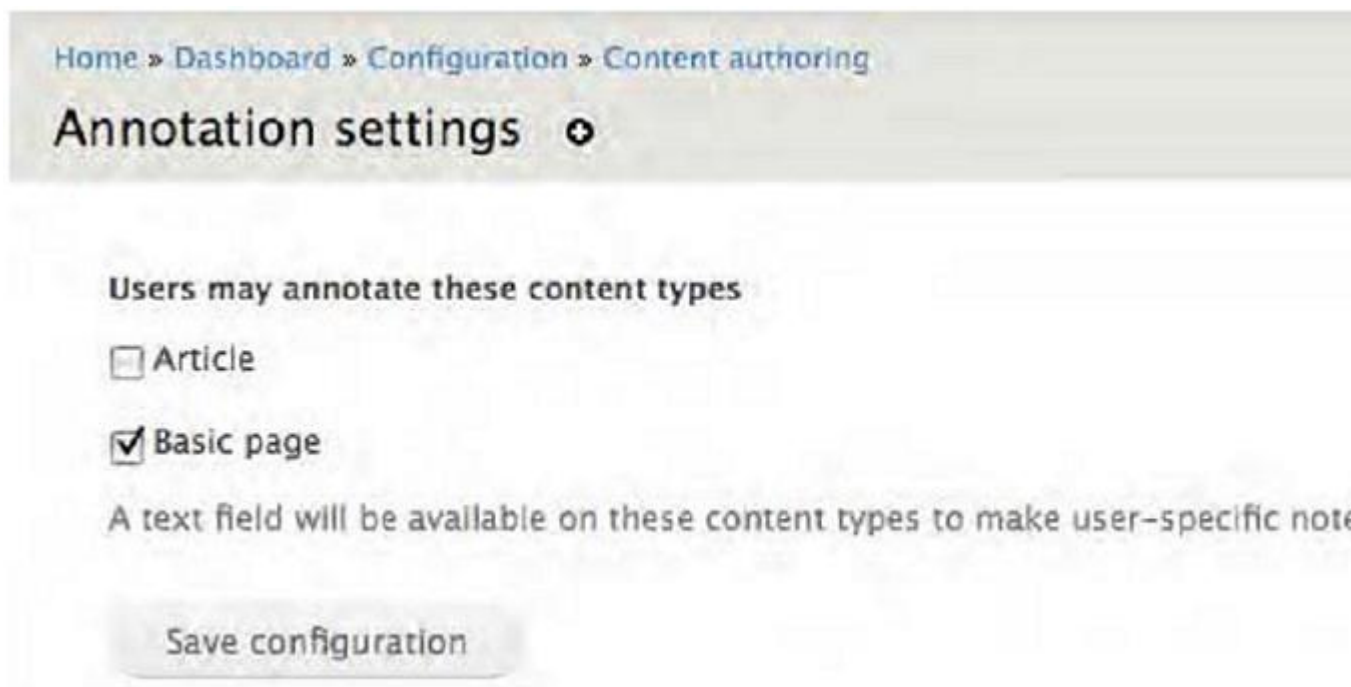 Home » Dashboard » Configuration » Content authoring
Annotation settings
Users may annotate these content types
Article
Basic page
A text field will be available on these content types to make user-specific note
Save configuration